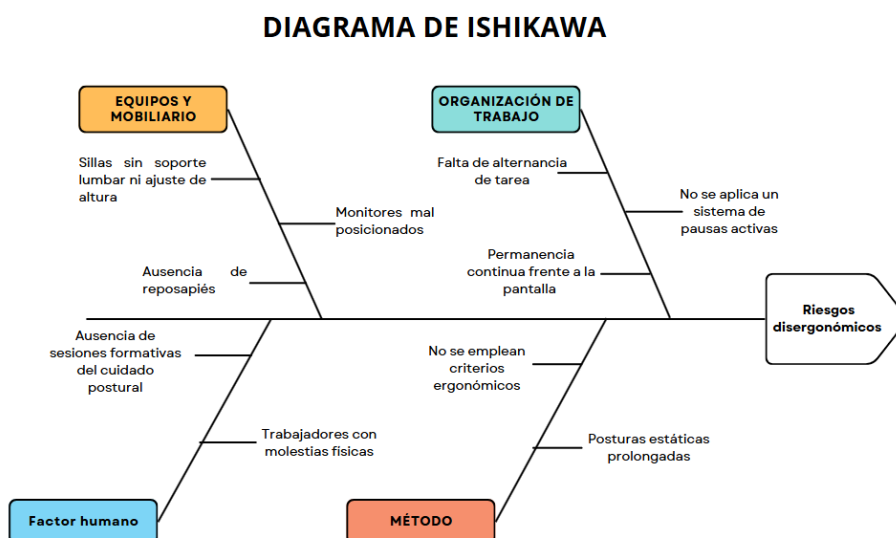 DIAGRAMA DE ISHIKAWA
EQUIPOS Y
MOBILIARIO
ORGANIZACIÓN DE
TRABAJO
Sillas sin soporte
lumbar ni ajuste de
altura
Monitores mal
posicionados
Ausencia de
reposapiés
Falta de alternancia
de tarea
No se aplica un
sistema de
pausas activas
Permanencia
continua frente a la
pantalla
Riesgos
disergonómicos
Ausencia de
sesiones formativas
del cuidado
postural
Trabajadores con
molestias físicas
No se emplean
criterios
ergonómicos
Posturas estáticas
prolongadas
Factor humano
MÉTODO